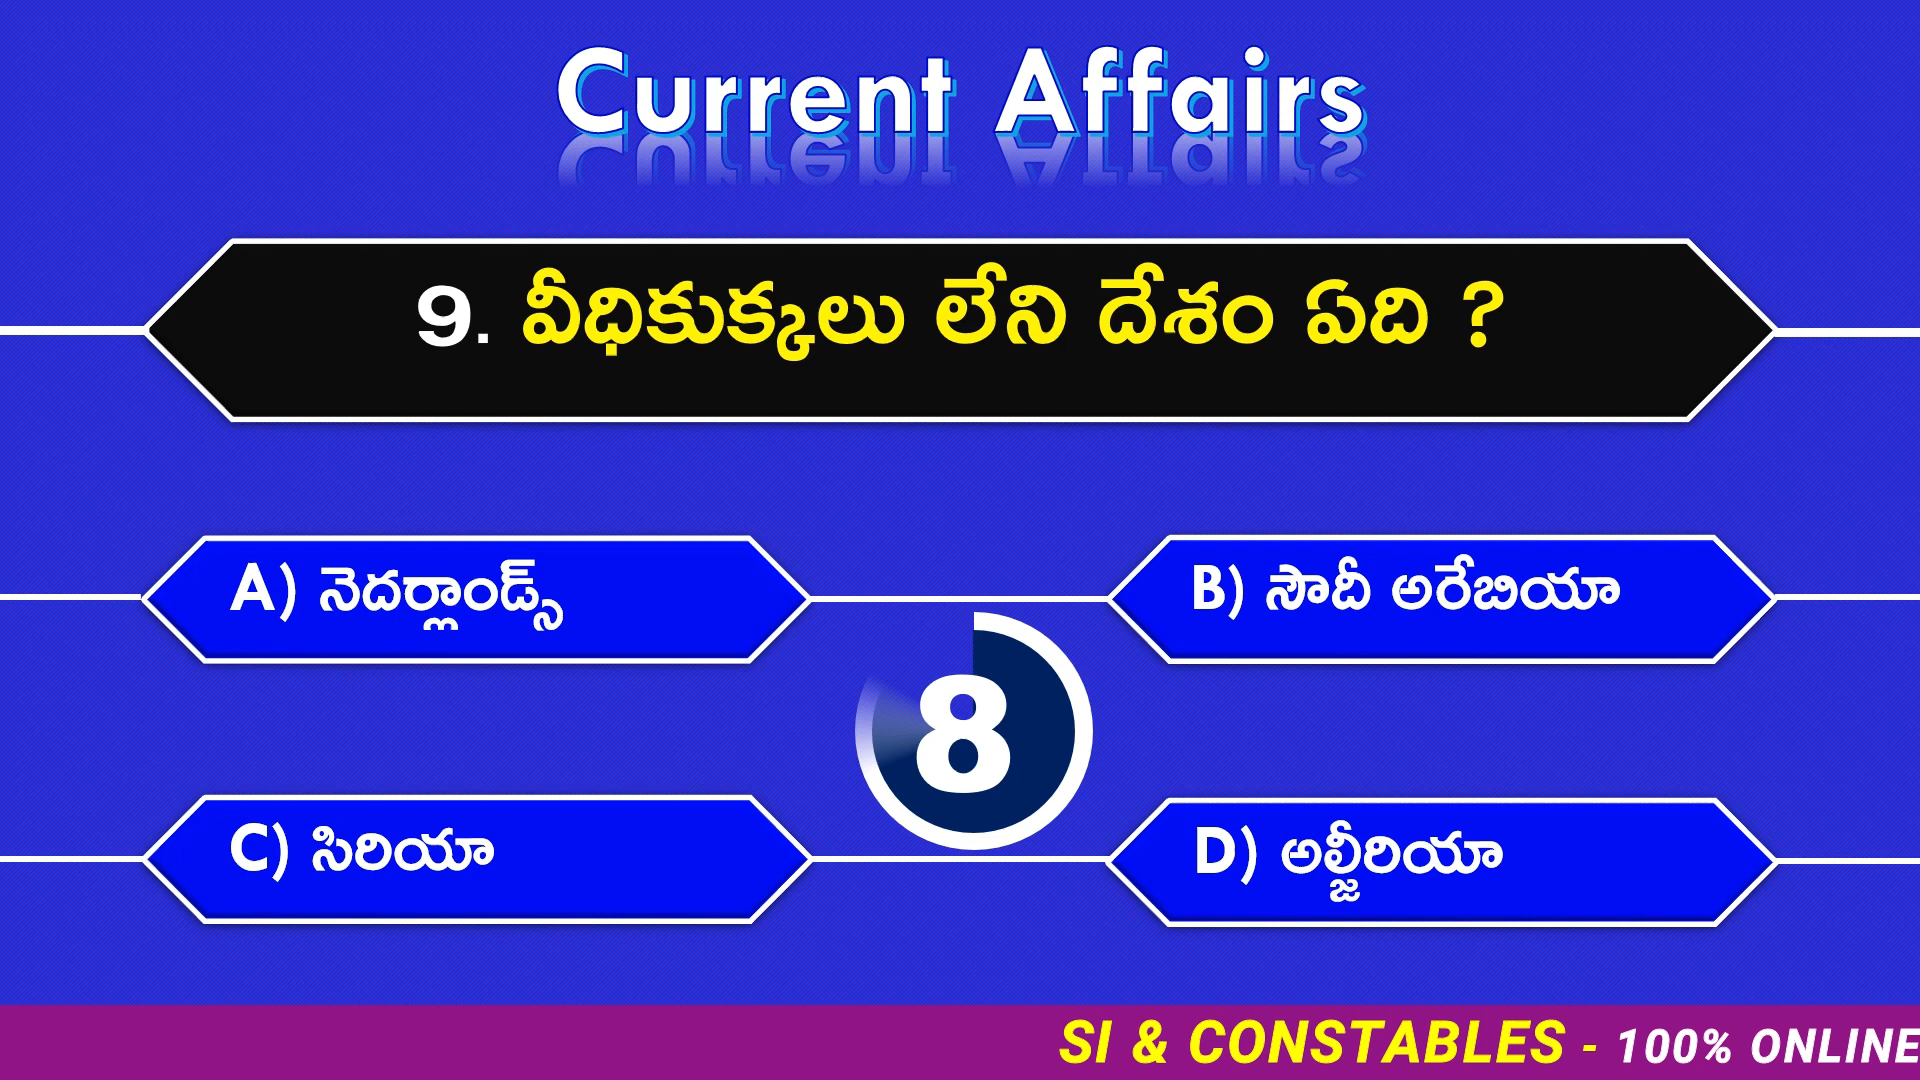 Current Affairs
9. వీధికుక్కలు లేని దేశం ఏది ?
A) నెదర్లాండ్స్
B) సౌదీ అరేబియా
8
C) సిరియా
D) అల్జీరియా
SI & CONSTABLES - 100% ONLINE